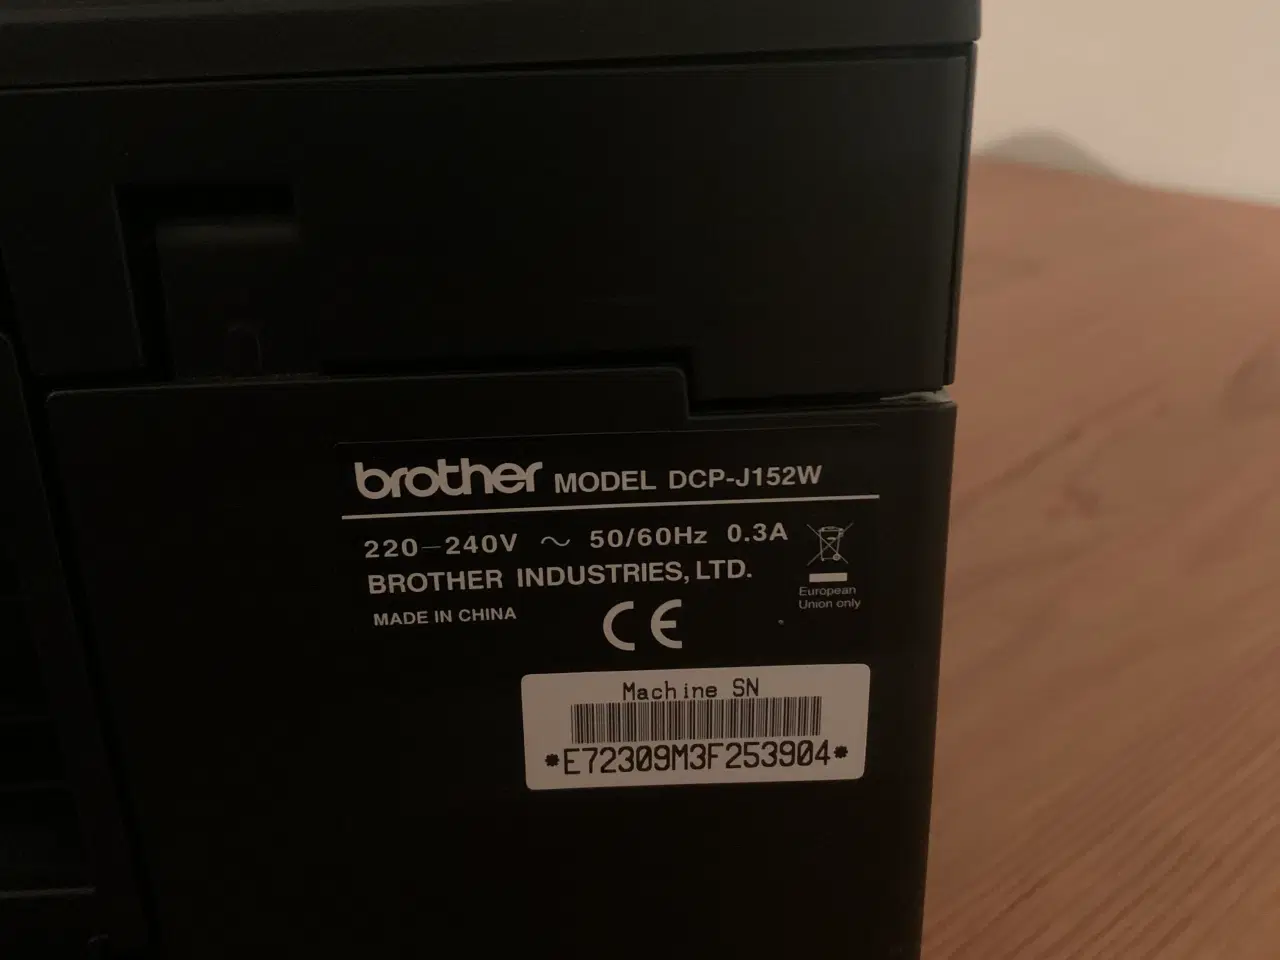 brother MODEL DCP-J152W
220-240V ~ 50/60Hz 0.3A
BROTHER INDUSTRIES, LTD.
MADE IN CHINA
CE
European
Union only
Machine SN
*E72309M3F253904*